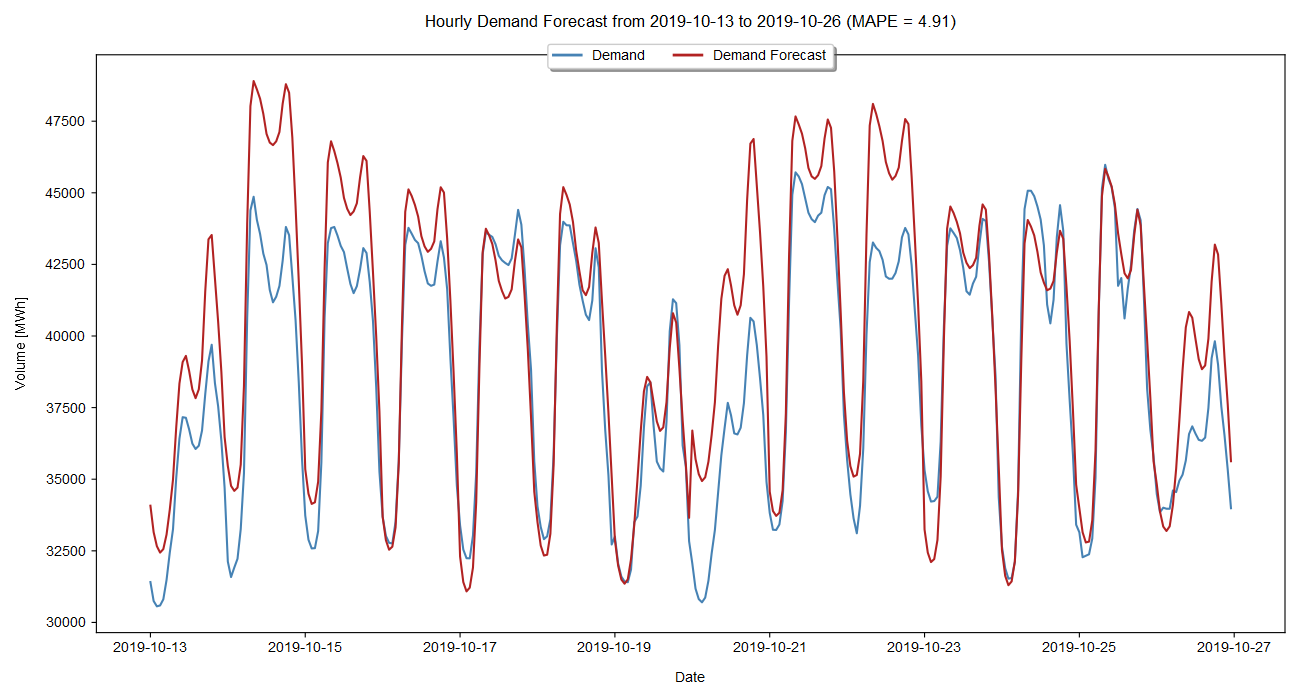 Hourly Demand Forecast from 2019-10-13 to 2019-10-26 (MAPE = 4.91)
Demand Demand Forecast
47500
45000
42500
40000
37500
35000
32500
30000
Volume [MWh]
2019-10-13 2019-10-15 2019-10-17 2019-10-19 2019-10-21 2019-10-23 2019-10-25 2019-10-27
Date